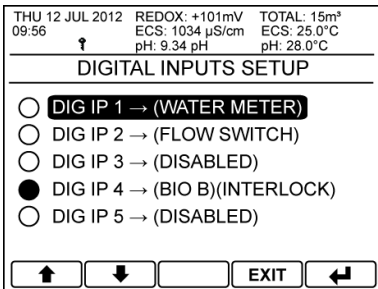 THU 12 JUL 2012 REDOX: +101mV TOTAL: 15m³
09:56 ECS: 1034 µS/cm ECS: 25.0°C
pH: 9.34 pH pH: 28.0°C
DIGITAL INPUTS SETUP
DIG IP 1 → (WATER METER)
DIG IP 2 → (FLOW SWITCH)
DIG IP 3 → (DISABLED)
DIG IP 4 → (BIO B)(INTERLOCK)
DIG IP 5 → (DISABLED)
EXIT